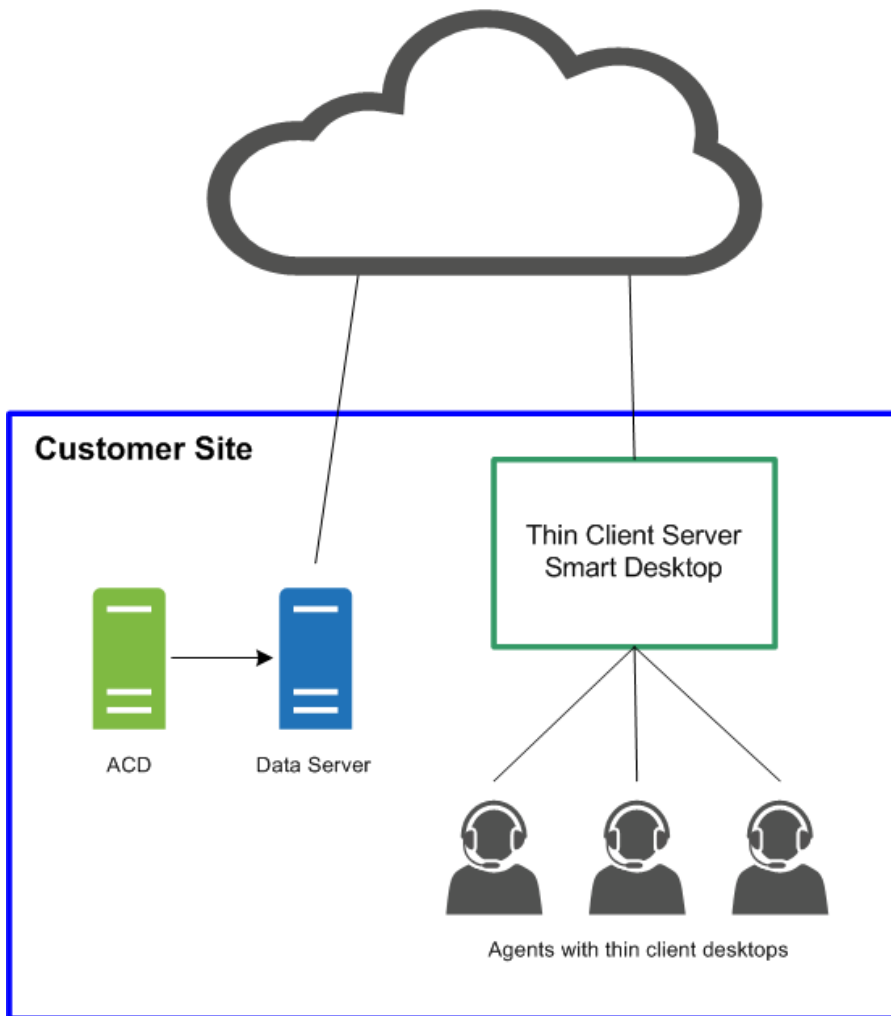 Customer Site
Thin Client Server
Smart Desktop
ACD
Data Server
Agents with thin client desktops